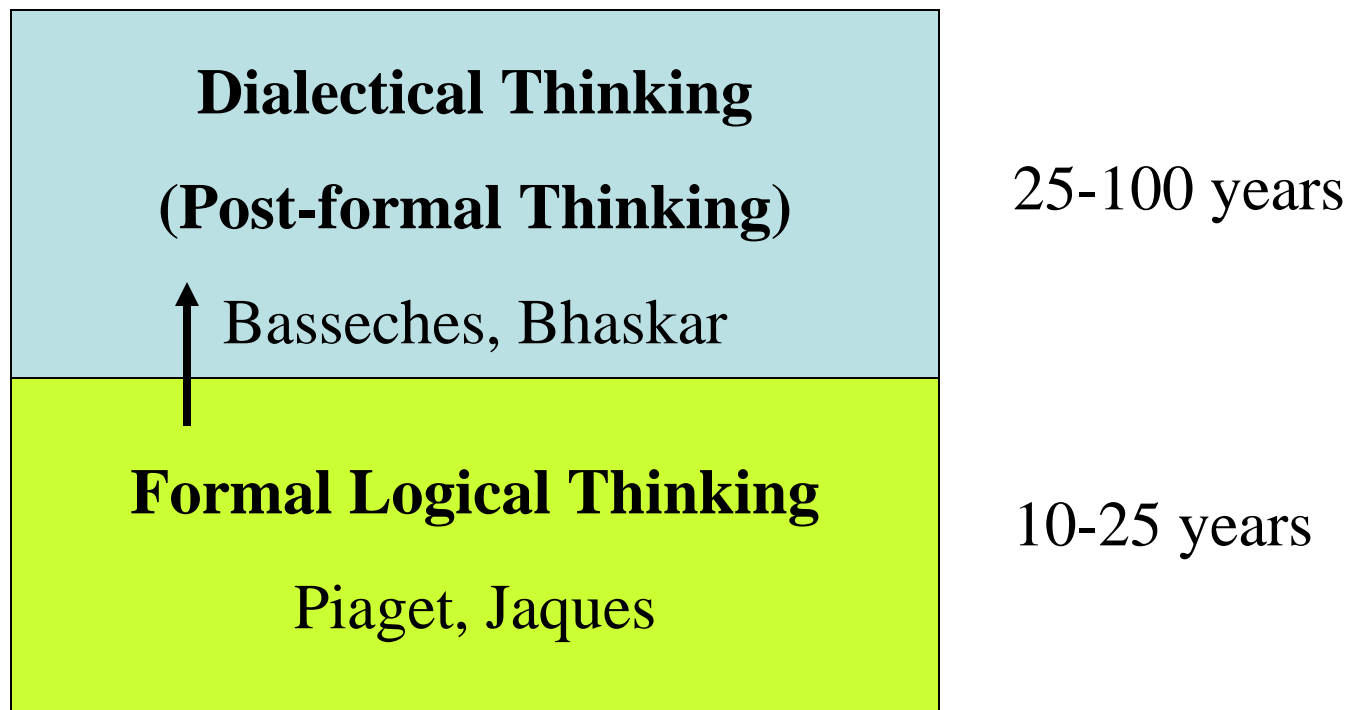 Dialectical Thinking
(Post-formal Thinking)
25-100 years
Basseches, Bhaskar
Formal Logical Thinking
10-25 years
Piaget, Jaques